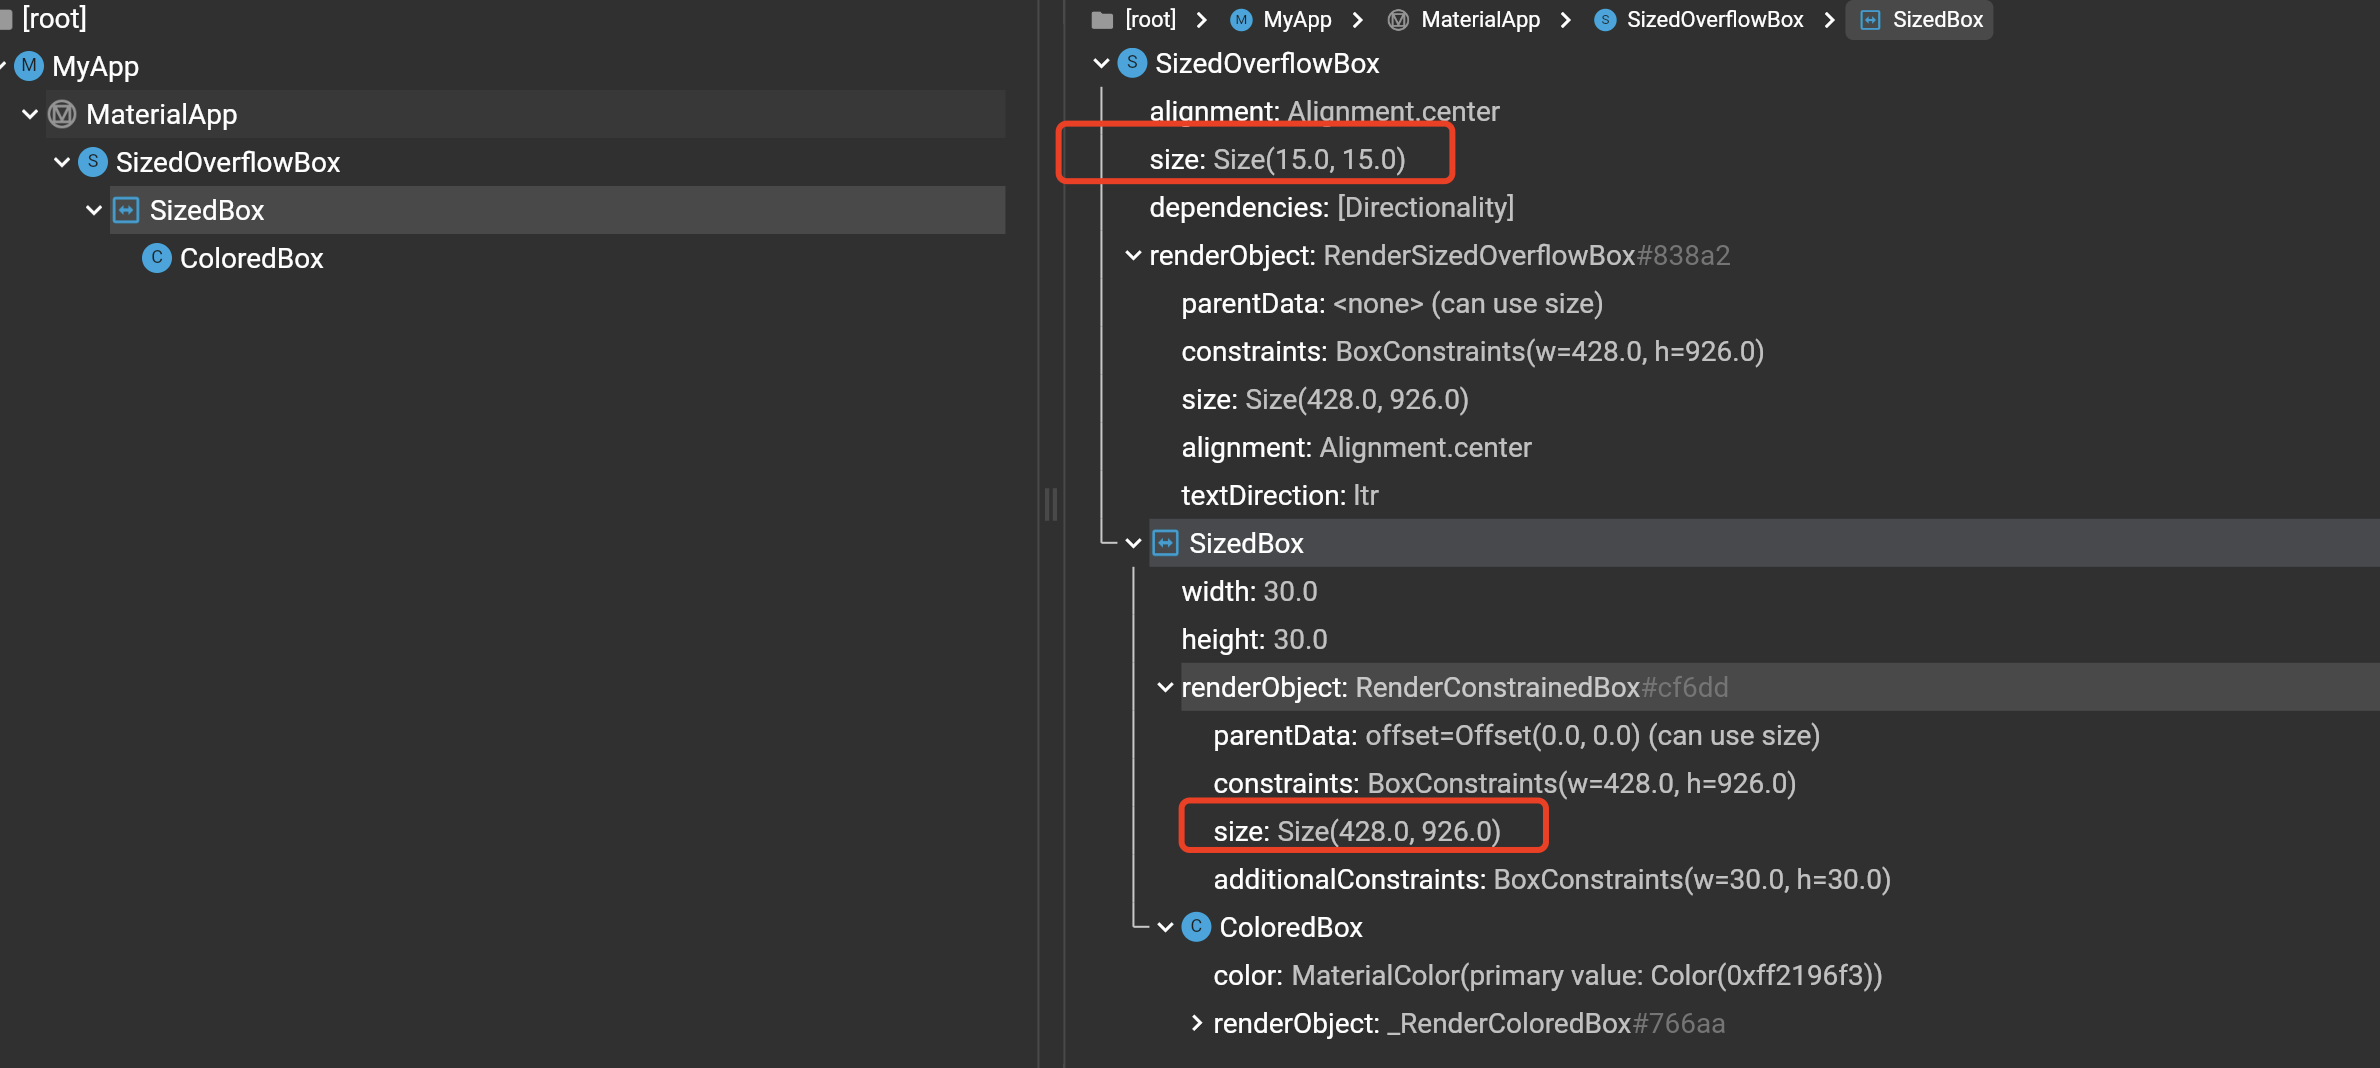 [root]
MyApp
MaterialApp
SizedOverflowBox
SizedBox
ColoredBox
[root] > MyApp > MaterialApp > SizedOverflowBox > SizedBox
SizedOverflowBox
alignment: Alignment.center
size: Size(15.0, 15.0)
dependencies: [Directionality]
renderObject: RenderSizedOverflowBox#838a2
parentData: <none> (can use size)
constraints: BoxConstraints(w=428.0, h=926.0)
size: Size(428.0, 926.0)
alignment: Alignment.center
textDirection: ltr
SizedBox
width: 30.0
height: 30.0
renderObject: RenderConstrainedBox#cf6dd
parentData: offset=Offset(0.0, 0.0) (can use size)
constraints: BoxConstraints(w=428.0, h=926.0)
size: Size(428.0, 926.0)
additionalConstraints: BoxConstraints(w=30.0, h=30.0)
ColoredBox
color: MaterialColor(primary value: Color(0xff2196f3))
renderObject: _RenderColoredBox#766aa